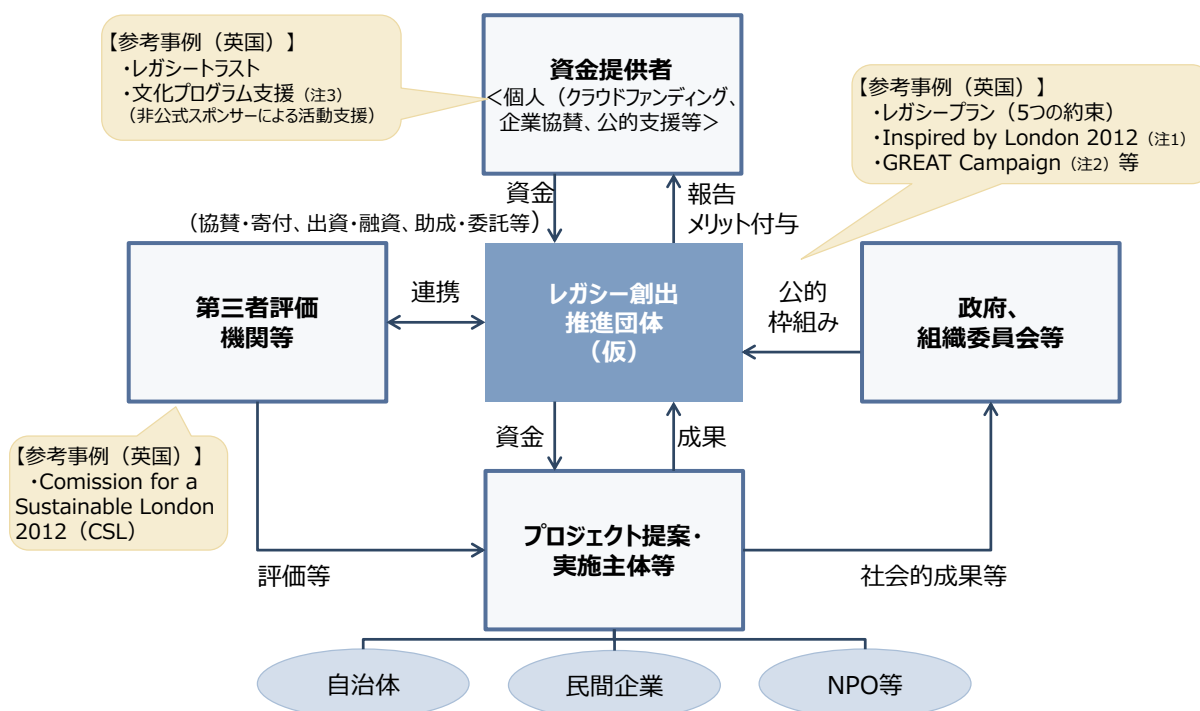 【参考事例（英国）】
・レガシートラスト
・文化プログラム支援（注3）
（非公式スポンサーによる活動支援）
資金提供者
＜個人（クラウドファンディング、
企業協賛、公的支援等＞
【参考事例（英国）】
・レガシープラン（5つの約束）
・Inspired by London 2012（注1）
・GREAT Campaign（注2）等
資金
（協賛・寄付、出資・融資、助成・委託等）
報告
メリット付与
第三者評価
機関等
連携
レガシー創出
推進団体
（仮）
公的
枠組み
政府、
組織委員会等
【参考事例（英国）】
・Comission for a
Sustainable London
2012（CSL）
資金
成果
プロジェクト提案・
実施主体等
評価等
社会的成果等
自治体
民間企業
NPO等